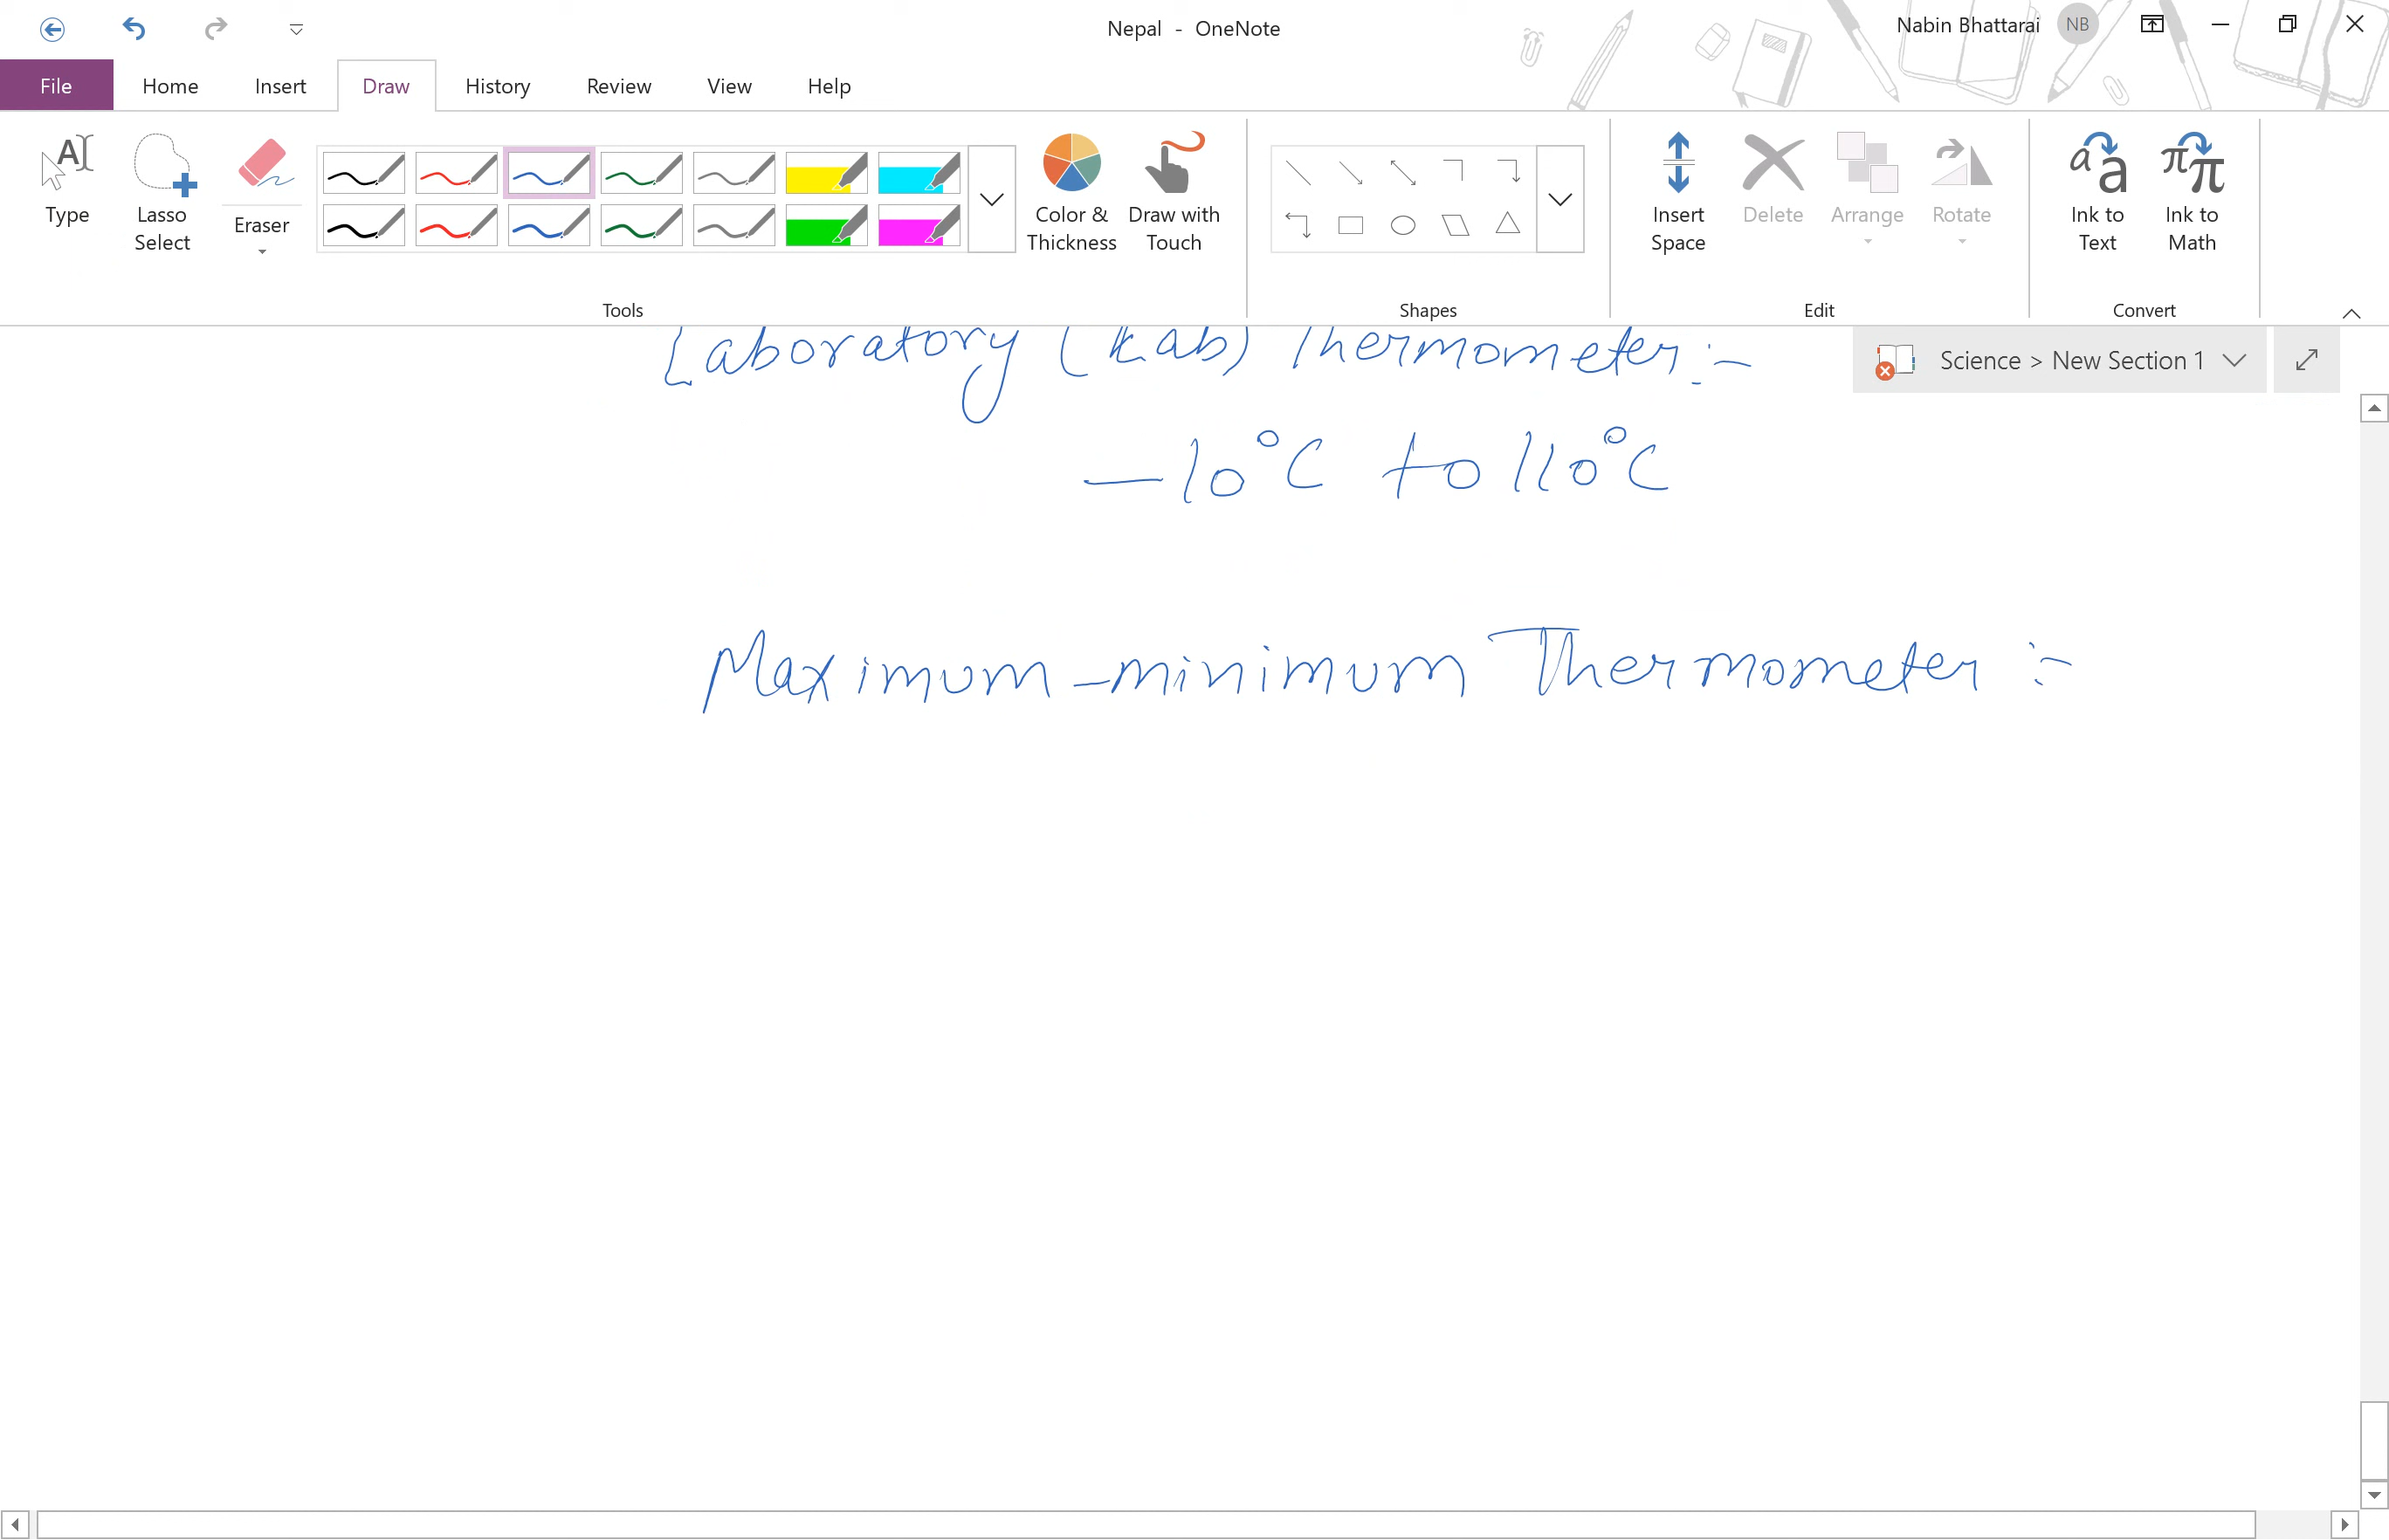 Nepal - OneNote
Nabin Bhattarai NB
File Home Insert Draw History Review View Help
Type
Lasso Select
Eraser
Color & Thickness
Draw with Touch
Insert Space
Delete
Arrange
Rotate
Ink to Text
Ink to Math
Tools Shapes Edit Convert
Science > New Section 1
Laboratory (Lab) Thermometer :-
-10°C to 110°C
Maximum-minimum Thermometer :-